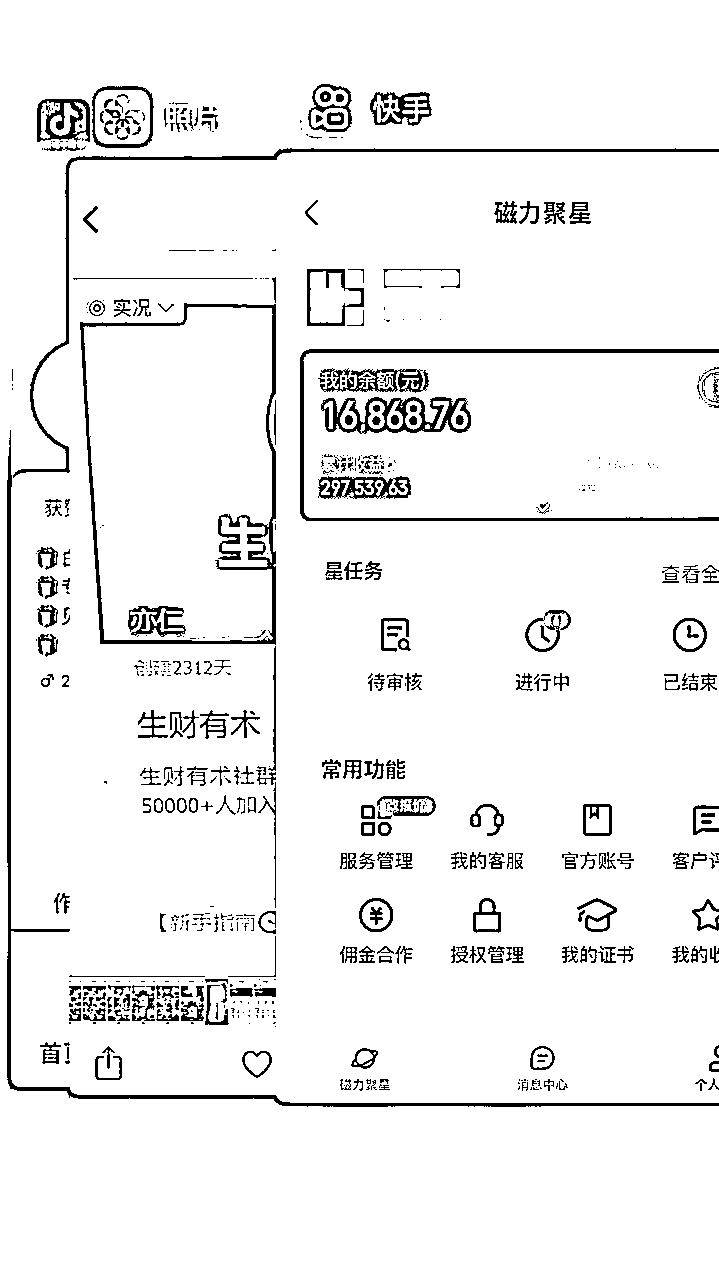 照片
快手
磁力聚星
实况
我的余额(元)
16,868.76
累计收益
297,539.63
获
生
星任务
查看全
亦仁
待审核
进行中
已结束
创建2312天
♂ 2
生财有术
常用功能
生财有术社群
50000+人加入
服务管理
我的客服
官方账号
客户评
作
【新手指南
佣金合作
授权管理
我的证书
我的收
首页
磁力聚星
消息中心
个人